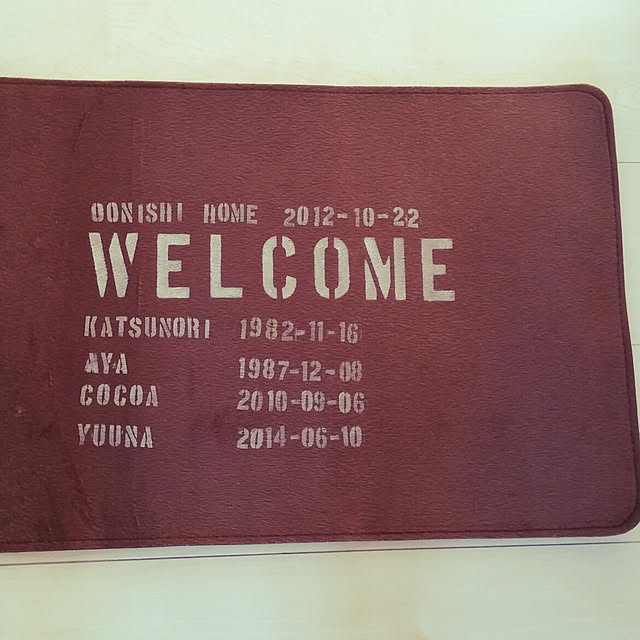 OONISHI HOME 2012-10-22
WELCOME
KATSUNORI 1982-11-16
AYA 1987-12-08
COCOA 2010-09-06
YUUNA 2014-06-10